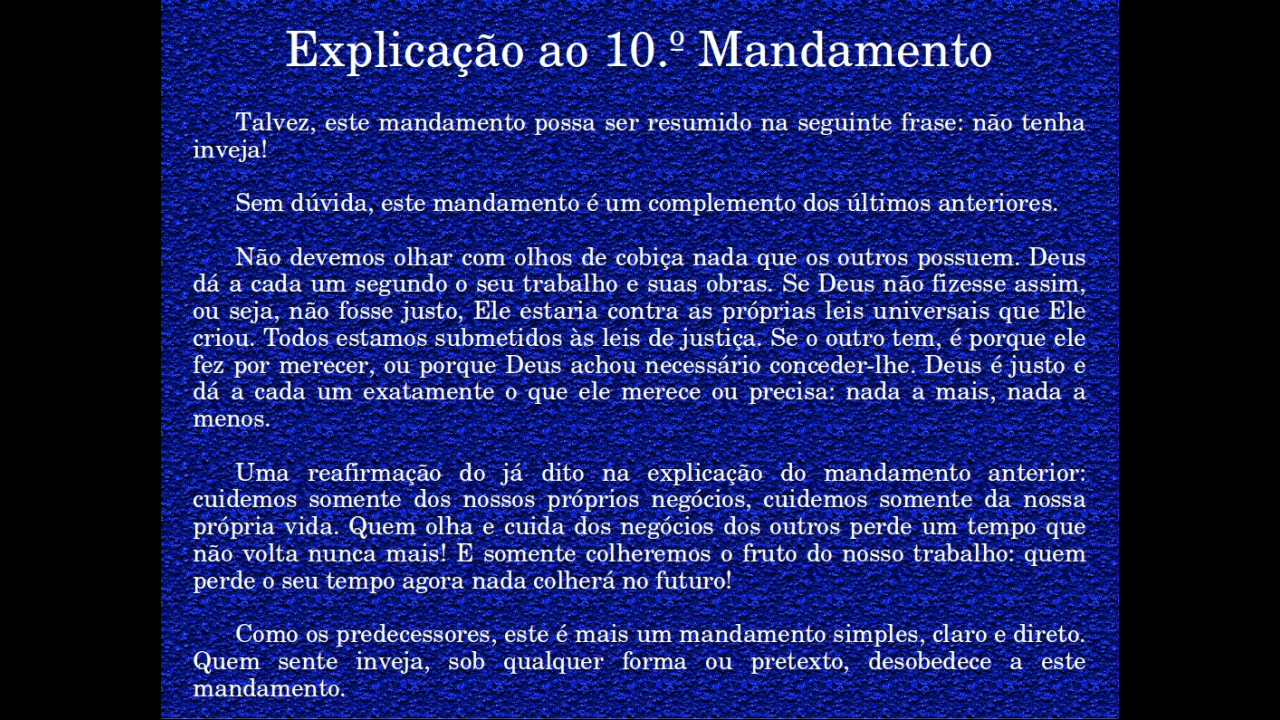 Explicação ao 10.º Mandamento
Talvez, este mandamento possa ser resumido na seguinte frase: não tenha
inveja!
Sem dúvida, este mandamento é um complemento dos últimos anteriores.
Não devemos olhar com olhos de cobiça nada que os outros possuem. Deus
dá a cada um segundo o seu trabalho e suas obras. Se Deus não fizesse assim,
ou seja, não fosse justo, Ele estaria contra as próprias leis universais que Ele
criou. Todos estamos submetidos às leis de justiça. Se o outro tem, é porque ele
fez por merecer, ou porque Deus achou necessário conceder-lhe. Deus é justo e
dá a cada um exatamente o que ele merece ou precisa: nada a mais, nada a
menos.
Uma reafirmação do já dito na explicação do mandamento anterior:
cuidemos somente dos nossos próprios negócios, cuidemos somente da nossa
própria vida. Quem olha e cuida dos negócios dos outros perde um tempo que
não volta nunca mais! E somente colheremos o fruto do nosso trabalho: quem
perde o seu tempo agora nada colherá no futuro!
Como os predecessores, este é mais um mandamento simples, claro e direto.
Quem sente inveja, sob qualquer forma ou pretexto, desobedece a este
mandamento.